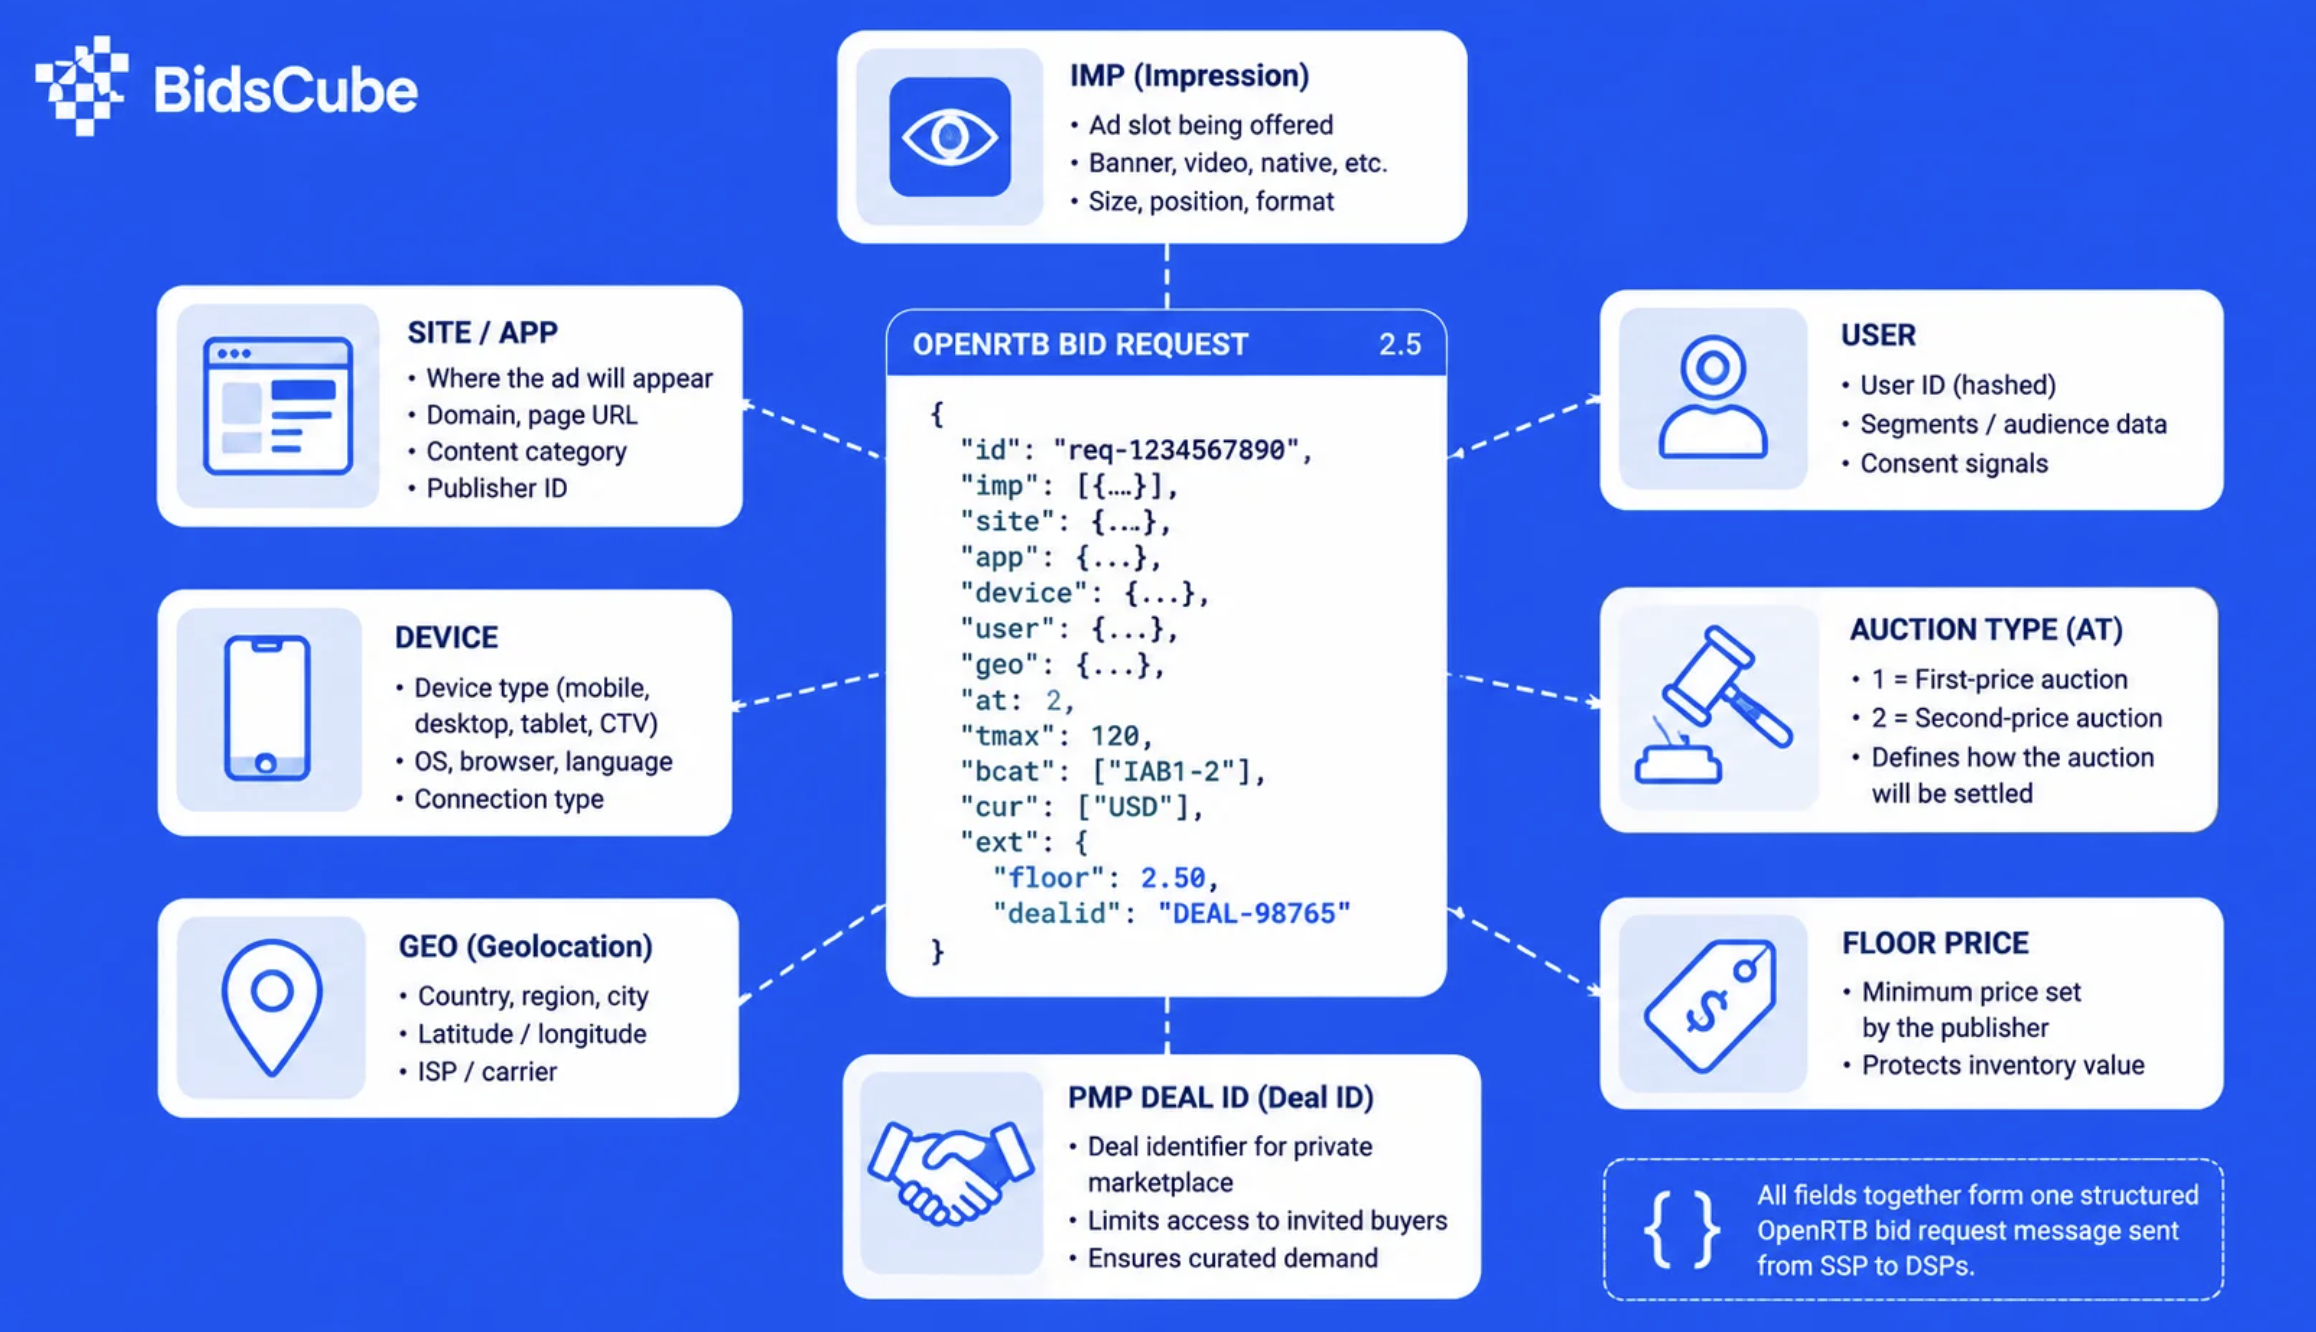 BidsCube
IMP (Impression)
• Ad slot being offered
• Banner, video, native, etc.
• Size, position, format
SITE / APP
• Where the ad will appear
• Domain, page URL
• Content category
• Publisher ID
DEVICE
• Device type (mobile,
desktop, tablet, CTV)
• OS, browser, language
• Connection type
GEO (Geolocation)
• Country, region, city
• Latitude / longitude
• ISP / carrier
OPENRTB BID REQUEST 2.5
{
"id": "req-1234567890",
"imp": [{....}],
"site": {....},
"app": {...},
"device": {...},
"user": {...},
"geo": {...},
"at: 2,
"tmax": 120,
"bcat": ["IAB1-2"],
"cur": ["USD"],
"ext": {
"floor": 2.50,
"dealid": "DEAL-98765"
}
PMP DEAL ID (Deal ID)
• Deal identifier for private
marketplace
• Limits access to invited buyers
• Ensures curated demand
USER
• User ID (hashed)
• Segments / audience data
• Consent signals
AUCTION TYPE (AT)
• 1 = First-price auction
• 2 = Second-price auction
• Defines how the auction
will be settled
$
FLOOR PRICE
• Minimum price set
by the publisher
• Protects inventory value
{ }
All fields together form one structured
OpenRTB bid request message sent
from SSP to DSPs.